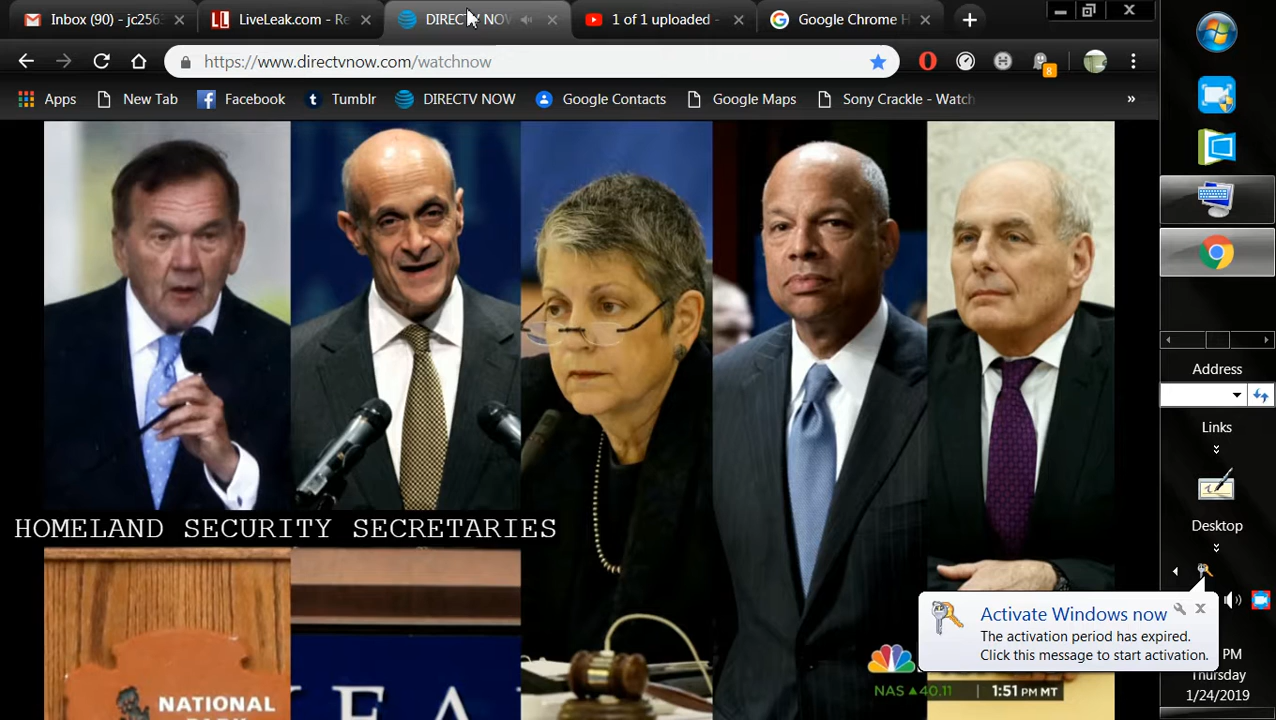 Inbox (90) - jc256
LiveLeak.com - Re
DIRECTV NOW
1 of 1 uploaded -
Google Chrome H
https://www.directvnow.com/watchnow
8
Apps
New Tab
Facebook
Tumblr
DIRECTV NOW
Google Contacts
Google Maps
Sony Crackle - Watch
»
HOMELAND SECURITY SECRETARIES
NATIONAL
NAS ▲40.11 | 1:51 PM MT
Address
Links
Desktop
Activate Windows now
The activation period has expired.
Click this message to start activation.
PM
Thursday
1/24/2019